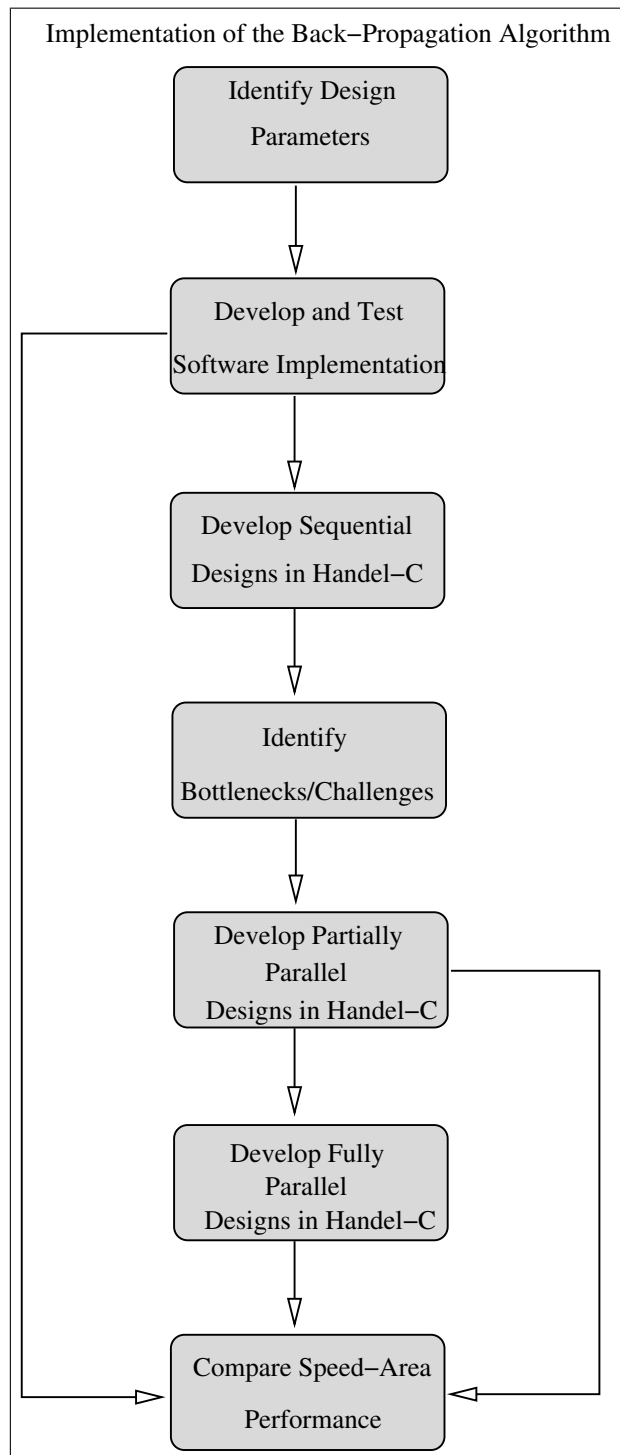 Implementation of the Back−Propagation Algorithm
Identify Design
Parameters
Develop and Test
Software Implementation
Develop Sequential
Designs in Handel−C
Identify
Bottlenecks/Challenges
Develop Partially
Parallel
Designs in Handel−C
Develop Fully
Parallel
Designs in Handel−C
Compare Speed−Area
Performance